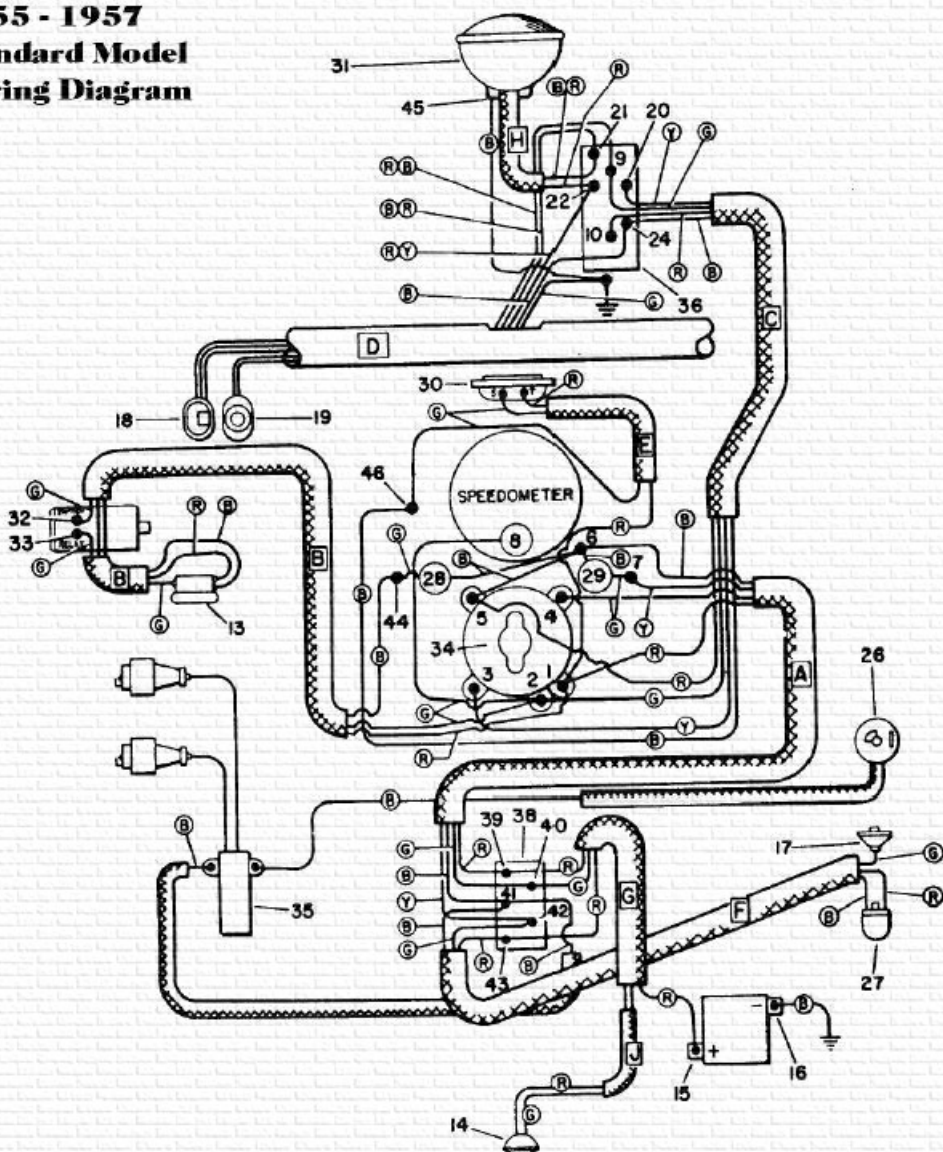 55 - 1957
ndard Model
ring Diagram
31
R
B R
R
45
21
20
Y
G
B
H
9
R B
22
B R
10
24
R Y
R
B
B
G
36
C
D
30
R
18
19
G
E
46
SPEEDOMETER
G
32
R
B
33
G
B
B
G
13
8
R
6
B
B
G
28
B
29
7
44
5
4
G
Y
B
34
B
3
2
1
R
A
26
G
R
G
R
B
Y
B
B
B
39
38
40
17
G
R
R
G
G
B
41
Y
R
G
F
R
35
B
42
B
G
R
43
B
27
R
-
B
+
15
16
J
R
14
G